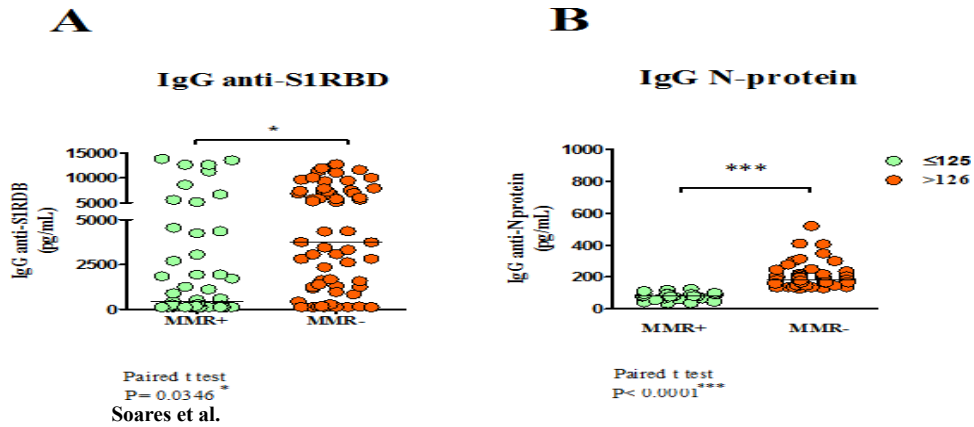 A
IgG anti-S1RBD
*
15000
10000
5000
5000
2500
0
IgG anti-S1RDB
(pg/mL)
MMR+ MMR-
Paired t test
P= 0.0346 *
Soares et al.
B
IgG N-protein
***
1000
800
600
400
200
0
IgG anti-Nprotein
(pg/mL)
MMR+ MMR-
≤125
>126
Paired t test
P< 0.0001***